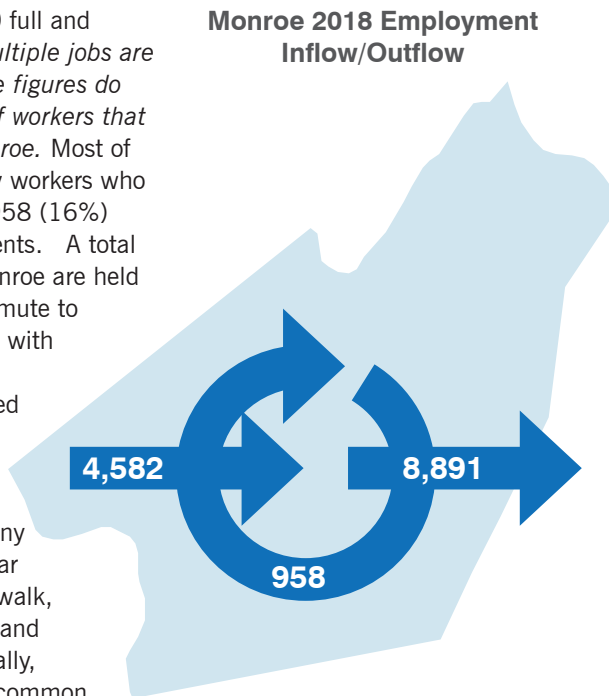 full and
Monroe 2018 Employment
Inflow/Outflow
ultiple jobs are
e figures do
f workers that
roe. Most of
workers who
58 (16%)
ents. A total
nroe are held
mute to
with
ed
ny
ar
walk,
and
ally,
common
4,582
8,891
958